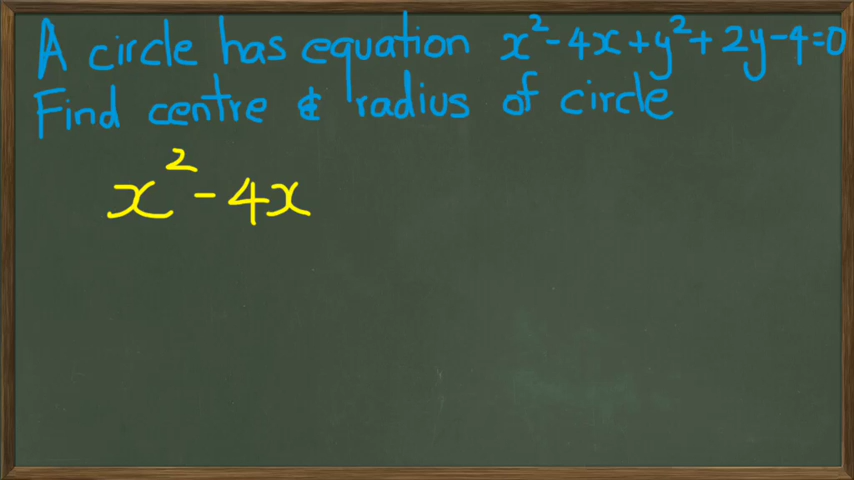 A circle has equation x² - 4x + y² + 2y - 4 = 0
Find centre & radius of circle
x² - 4x